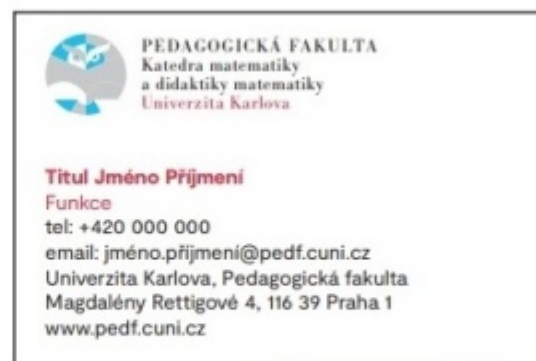 PEDAGOGICKÁ FAKULTA
Katedra matematiky
a didaktiky matematiky
Univerzita Karlova
Titul Jméno Příjmení
Funkce
tel: +420 000 000
email: jméno.příjmení@pedf.cuni.cz
Univerzita Karlova, Pedagogická fakulta
Magdalény Rettigové 4, 116 39 Praha 1
www.pedf.cuni.cz